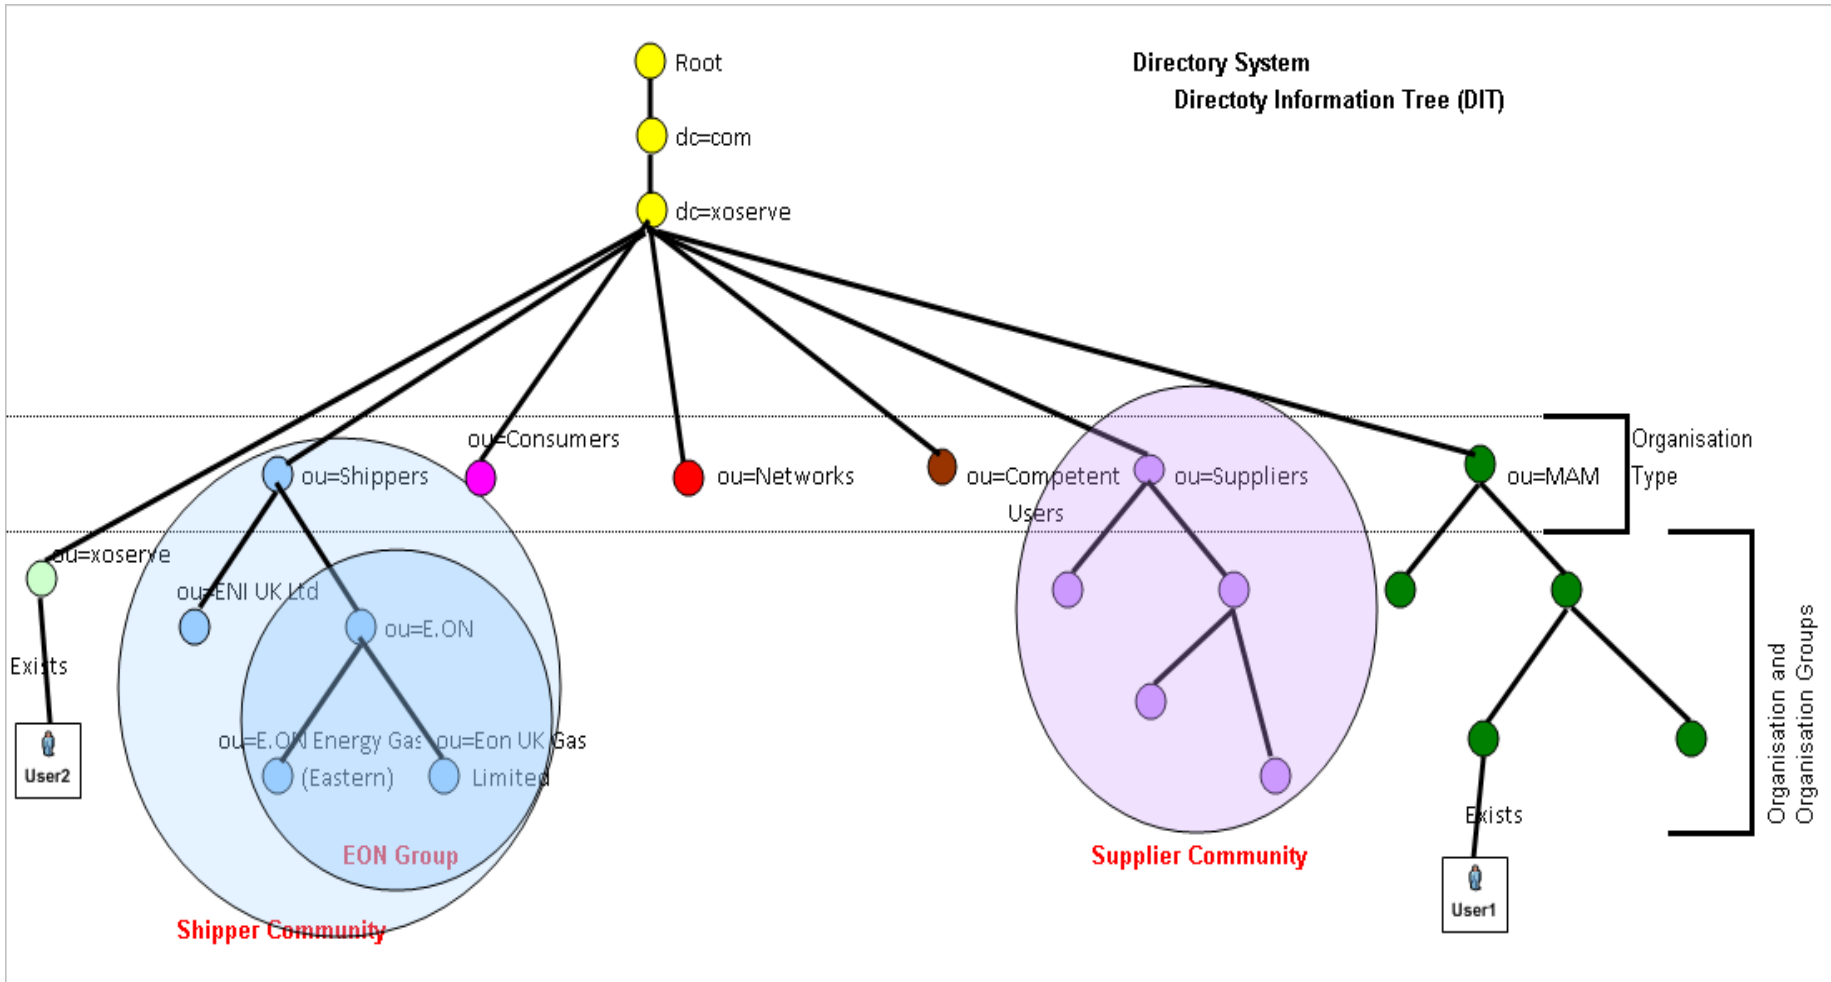 Root
Directory System
Directoty Information Tree (DIT)
dc=com
dc=xoserve
ou=Consumers
Organisation
Type
ou=Shippers
ou=Networks
ou=Competent
Users
ou=Suppliers
ou=MAM
ou=xoserve
ou=ENI UK Ltd
ou=E.ON
Exists
User2
ou=E.ON Energy Gas
(Eastern)
ou=Eon UK Gas
Limited
Organisation and
Organisation Groups
Exists
EON Group
Supplier Community
User1
Shipper Community